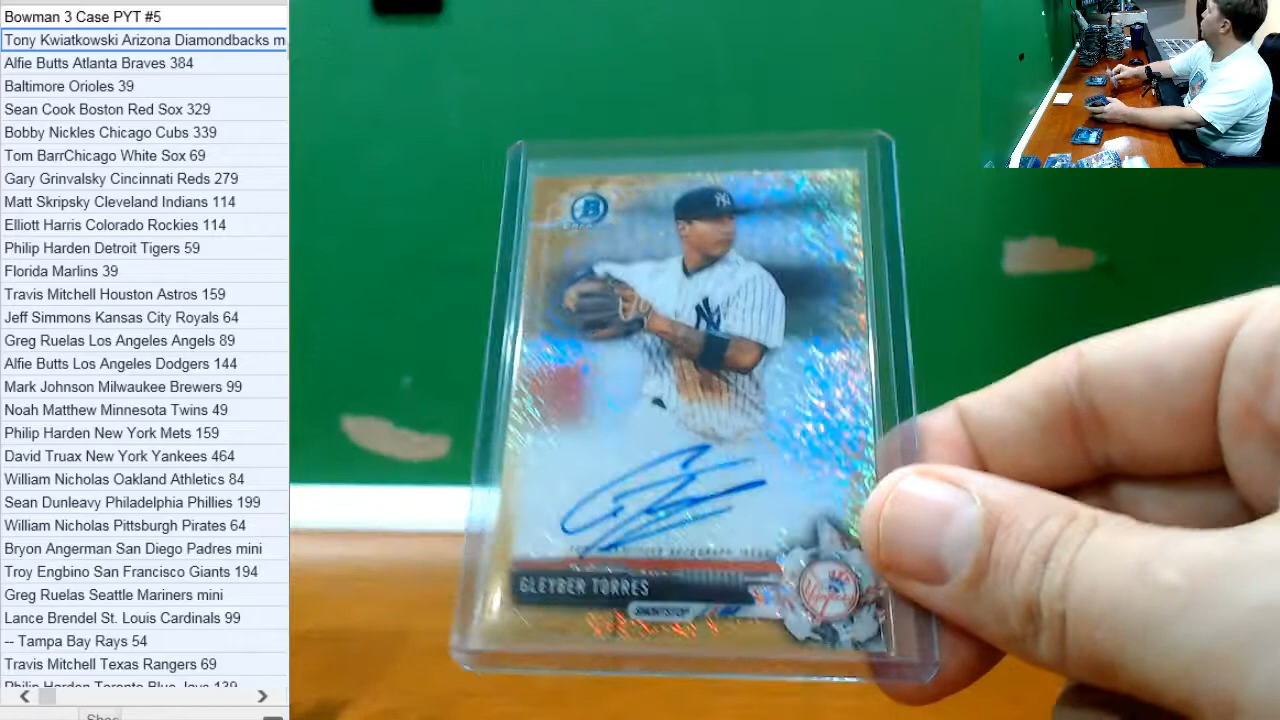 Bowman 3 Case PYT #5
Tony Kwiatkowski Arizona Diamondbacks m
Alfie Butts Atlanta Braves 384
Baltimore Orioles 39
Sean Cook Boston Red Sox 329
Bobby Nickles Chicago Cubs 339
Tom BarrChicago White Sox 69
Gary Grinvalsky Cincinnati Reds 279
Matt Skripsky Cleveland Indians 114
Elliott Harris Colorado Rockies 114
Philip Harden Detroit Tigers 59
Florida Marlins 39
Travis Mitchell Houston Astros 159
Jeff Simmons Kansas City Royals 64
Greg Ruelas Los Angeles Angels 89
Alfie Butts Los Angeles Dodgers 144
Mark Johnson Milwaukee Brewers 99
Noah Matthew Minnesota Twins 49
Philip Harden New York Mets 159
David Truax New York Yankees 464
William Nicholas Oakland Athletics 84
Sean Dunleavy Philadelphia Phillies 199
William Nicholas Pittsburgh Pirates 64
Bryon Angerman San Diego Padres mini
Troy Engbino San Francisco Giants 194
Greg Ruelas Seattle Mariners mini
Lance Brendel St. Louis Cardinals 99
-- Tampa Bay Rays 54
Travis Mitchell Texas Rangers 69
Philip Harden Toronto Blue Jays 139
B
NY
NY
GLEYBER TORRES
SHORTSTOP
Yankees